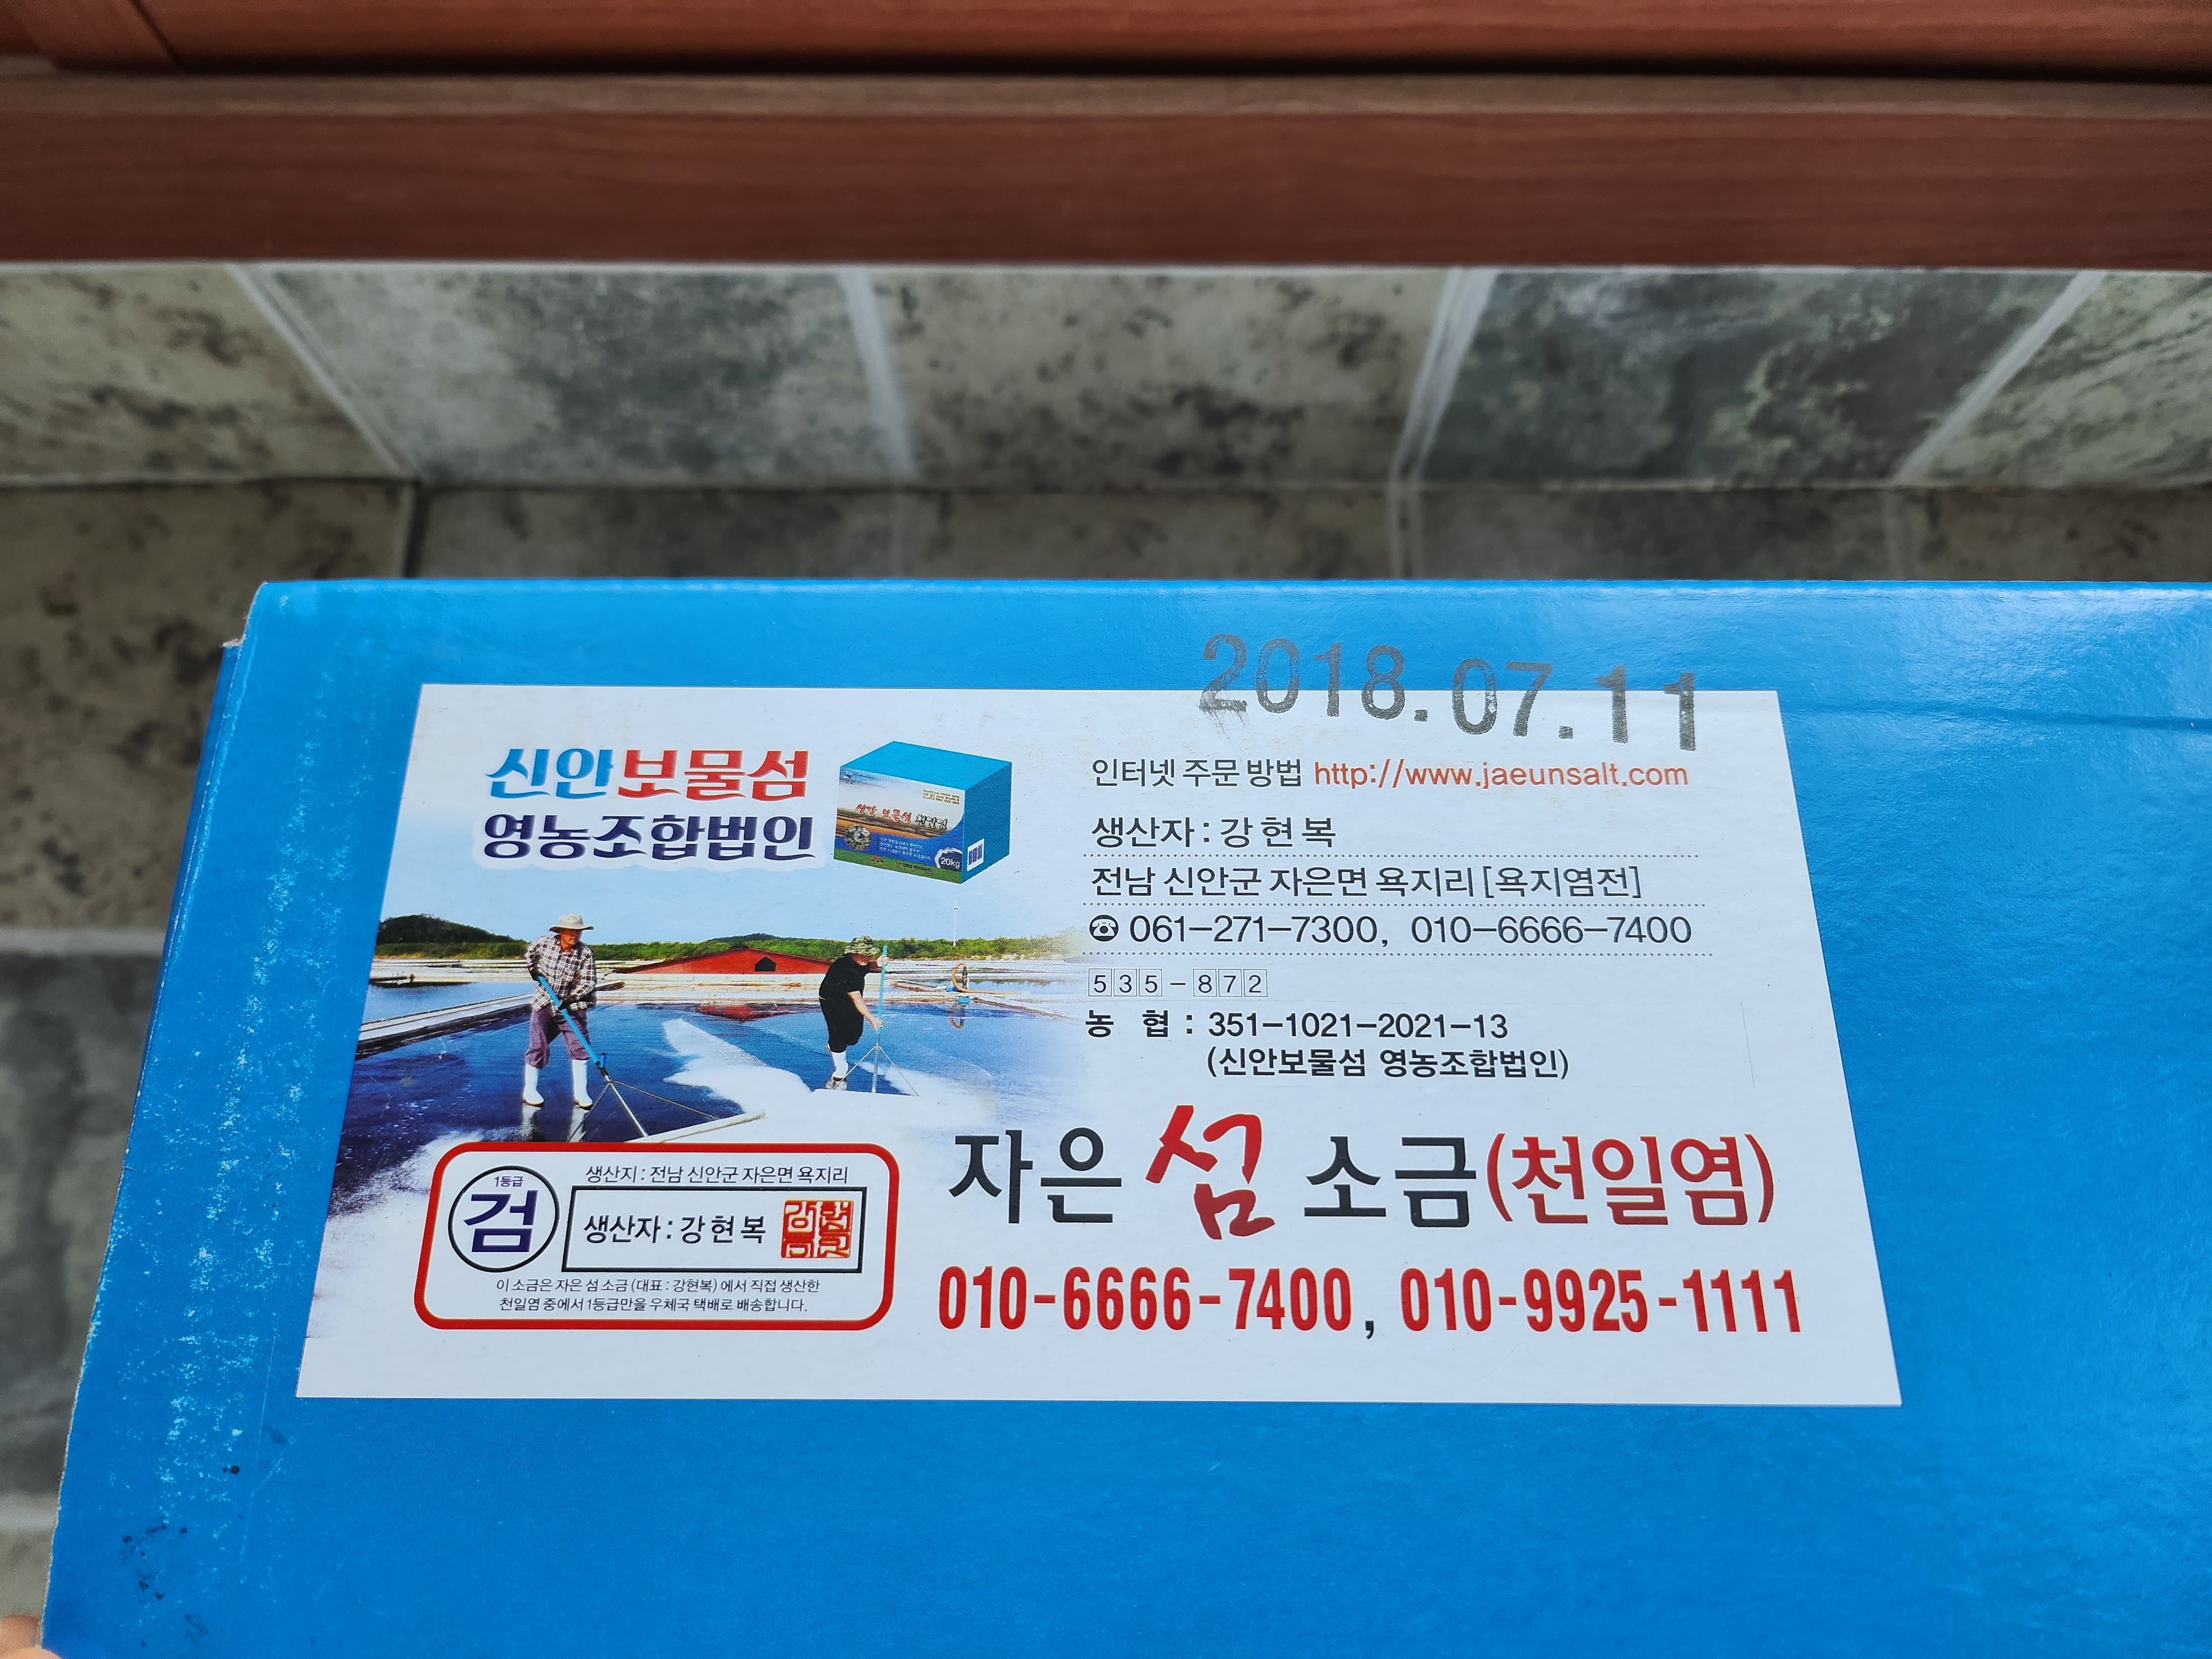 2018.07.11
신안보물섬
영농조합법인
20kg
인터넷 주문 방법 http://www.jaeunsalt.com
생산자 : 강 현 복
전남 신안군 자은면 욕지리 [욕지염전]
☎ 061-271-7300, 010-6666-7400
535-872
농 협 : 351-1021-2021-13
(신안보물섬 영농조합법인)
자은 섬 소금(천일염)
010-6666-7400, 010-9925-1111
1등급
검
생산지 : 전남 신안군 자은면 욕지리
생산자 : 강 현 복
이 소금은 자은 섬 소금 (대표 : 강현복) 에서 직접 생산한
천일염 중에서 1등급만을 우체국 택배로 배송합니다.